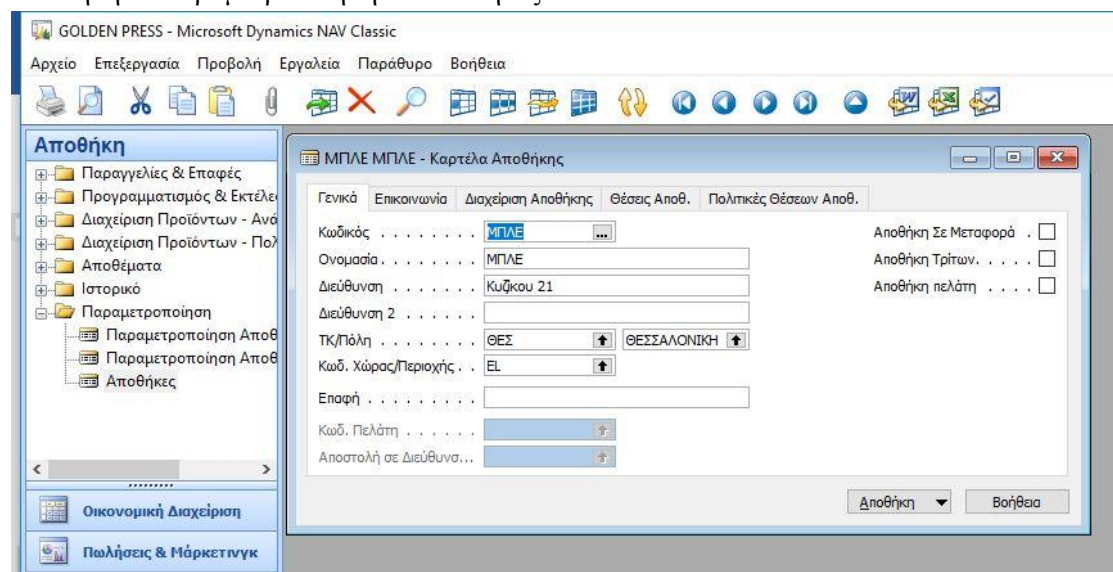 GOLDEN PRESS - Microsoft Dynamics NAV Classic
Αρχείο Επεξεργασία Προβολή Εργαλεία Παράθυρο Βοήθεια
Αποθήκη
Παραγγελίες & Επαφές
Προγραμματισμός & Εκτέλε
Διαχείριση Προϊόντων - Ανά
Διαχείριση Προϊόντων - Πολ
Αποθέματα
Ιστορικό
Παραμετροποίηση
Παραμετροποίηση Αποθ
Παραμετροποίηση Αποθ
Αποθήκες
Οικονομική Διαχείριση
Πωλήσεις & Μάρκετινγκ
ΜΠΛΕ ΜΠΛΕ - Καρτέλα Αποθήκης
Γενικά Επικοινωνία Διαχείριση Αποθήκης Θέσεις Αποθ. Πολιτικές Θέσεων Αποθ.
Κωδικός . . . . . . . . ΜΠΛΕ ... Αποθήκη Σε Μεταφορά .
Ονομασία . . . . . . . . ΜΠΛΕ Αποθήκη Τρίτων. . . . .
Διεύθυνση . . . . . . . Κυζίκου 21 Αποθήκη πελάτη . . . .
Διεύθυνση 2 . . . . . .
ΤΚ/Πόλη . . . . . . . . ΘΕΣ ΘΕΣΣΑΛΟΝΙΚΗ
Κωδ. Χώρας/Περιοχής . . EL
Επαφή . . . . . . . . .
Κωδ. Πελάτη . . . . . .
Αποστολή σε Διεύθυνσ...
Αποθήκη Βοήθεια